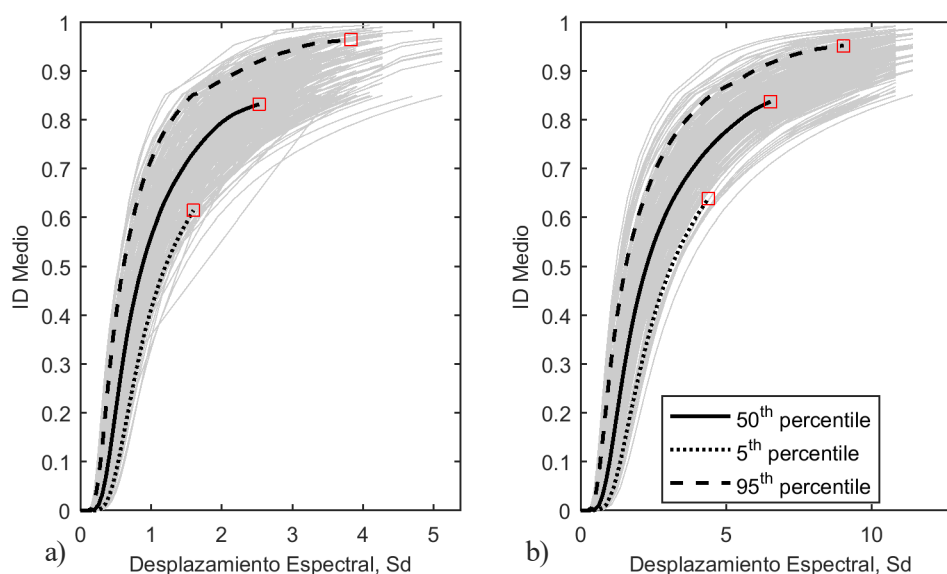 1
0.9
0.8
0.7
0.6
0.5
0.4
0.3
0.2
0.1
0
ID Medio
0 1 2 3 4 5
a) Desplazamiento Espectral, Sd
1
0.9
0.8
0.7
0.6
0.5
0.4
0.3
0.2
0.1
0
ID Medio
50th percentile
5th percentile
95th percentile
0 5 10
b) Desplazamiento Espectral, Sd